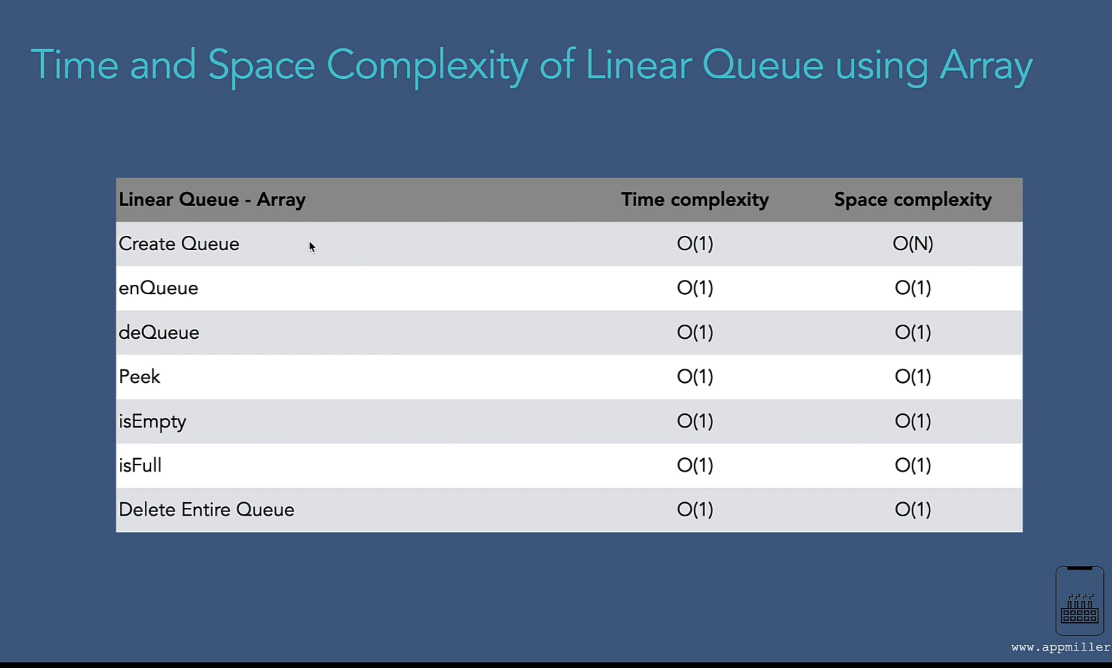 Time and Space Complexity of Linear Queue using Array
Linear Queue - Array Time complexity Space complexity
Create Queue O(1) O(N)
enQueue O(1) O(1)
deQueue O(1) O(1)
Peek O(1) O(1)
isEmpty O(1) O(1)
isFull O(1) O(1)
Delete Entire Queue O(1) O(1)
www.appmiller